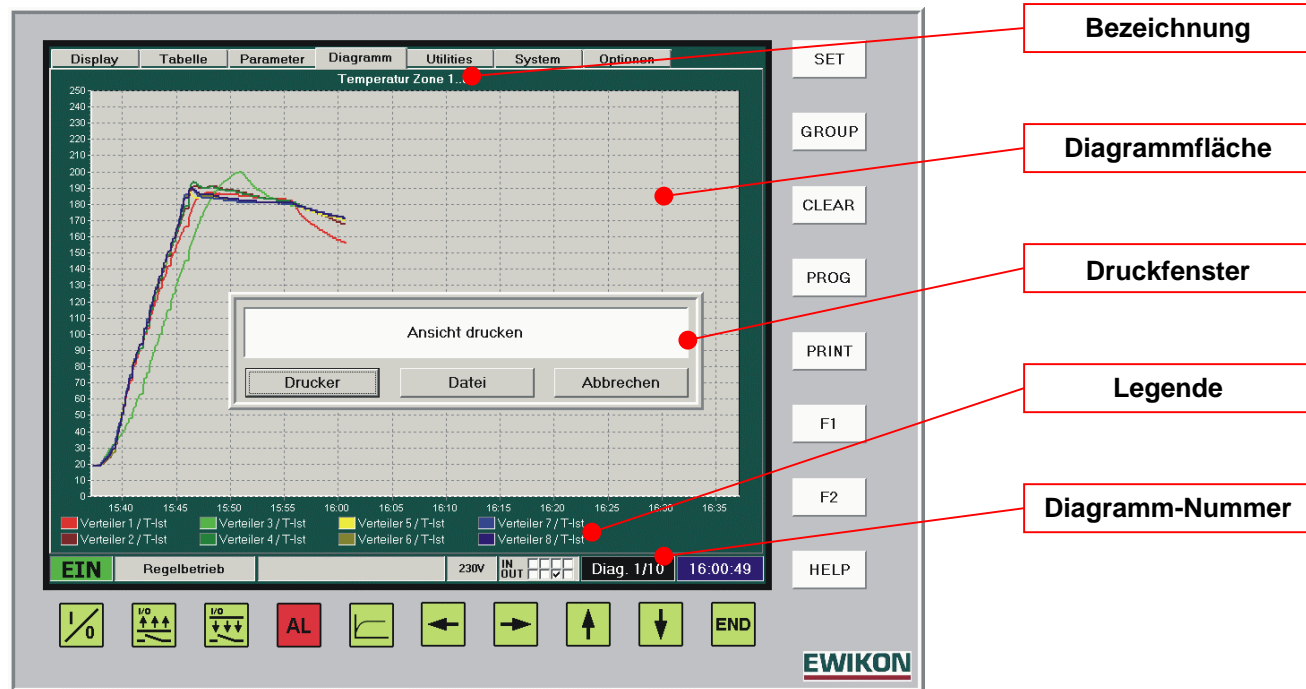 Bezeichnung
Display Tabelle Parameter Diagramm Utilities System Optionen
SET
Temperatur Zone 1..
250
240
230
220
210
200
190
180
170
160
150
140
130
120
110
100
90
80
70
60
50
40
30
20
10
0
GROUP
Diagrammfläche
CLEAR
PROG
Druckfenster
Ansicht drucken
Drucker Datei Abbrechen
PRINT
Legende
F1
F2
15:40 15:45 15:50 15:55 16:00 16:05 16:10 16:15 16:20 16:25 16:30 16:35
Verteiler 1 / T-Ist Verteiler 3 / T-Ist Verteiler 5 / T-Ist Verteiler 7 / T-Ist
Verteiler 2 / T-Ist Verteiler 4 / T-Ist Verteiler 6 / T-Ist Verteiler 8 / T-Ist
Diagramm-Nummer
EIN Regelbetrieb 230V IN OUT Diag. 1/10 16:00:49
HELP
I/0 I/O I/O AL END
EWIKON